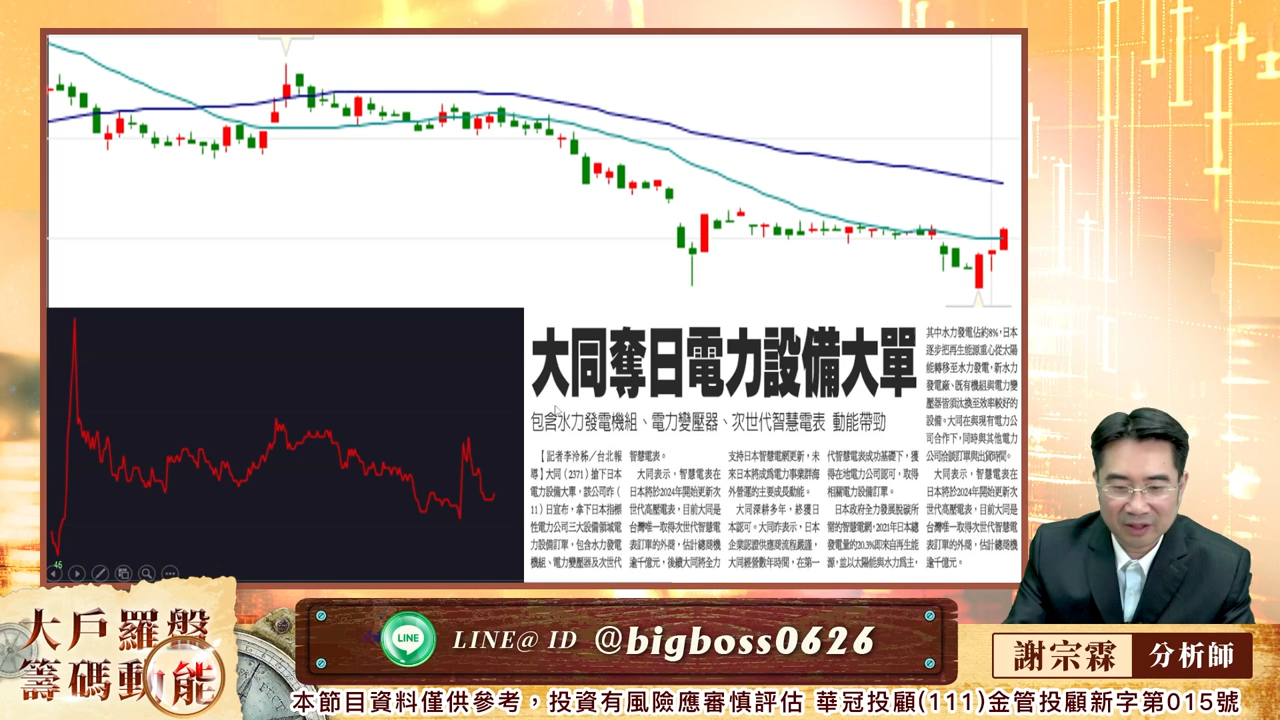 大同奪日電力設備大單
包含水力發電機組、電力變壓器、次世代智慧電表 動能帶勁
【記者李泠秭／台北報
導】大同（2371）搶下日本
電力設備大單，該公司昨（
11）日宣布，拿下日本指標
性電力公司三大設備領域電
力設備訂單，包含水力發電
機組、電力變壓器及次世代
智慧電表。
大同表示，智慧電表在
日本將於2024年開始更新次
世代高壓電表，目前大同是
台灣唯一取得次世代智慧電
表訂單的外商，估計總商機
逾千億元，後續大同將全力
支持日本智慧電網更新，未
來日本將成為電力事業群海
外營運的主要成長動能。
大同深耕多年，終獲日
本認可。大同昨表示，日本
企業認證供應商流程嚴謹，
大同經營數年時間，在第一
代智慧電表成功基礎下，獲
得在地電力公司認可，取得
相關電力設備訂單。
日本政府全力發展脫碳所
需的智慧電網，2021年日本總
發電量的20.3%即來自再生能
源，並以太陽能與水力為主，
其中水力發電佔約8%，日本
逐步把再生能源重心從太陽
能轉移至水力發電，新水力
發電廠、既有機組與電力變
壓器皆須汰換至效率較好的
設備。大同在與現有電力公
司合作下，同時與其他電力
公司洽談訂單與出貨時間。
大同表示，智慧電表在
日本將於2024年開始更新次
世代高壓電表，目前大同是
台灣唯一取得次世代智慧電
表訂單的外商，估計總商機
逾千億元。
46
大戶羅盤
籌碼動能
LINE
LINE@ ID @bigboss0626
謝宗霖 分析師
本節目資料僅供參考，投資有風險應審慎評估 華冠投顧(111)金管投顧新字第015號